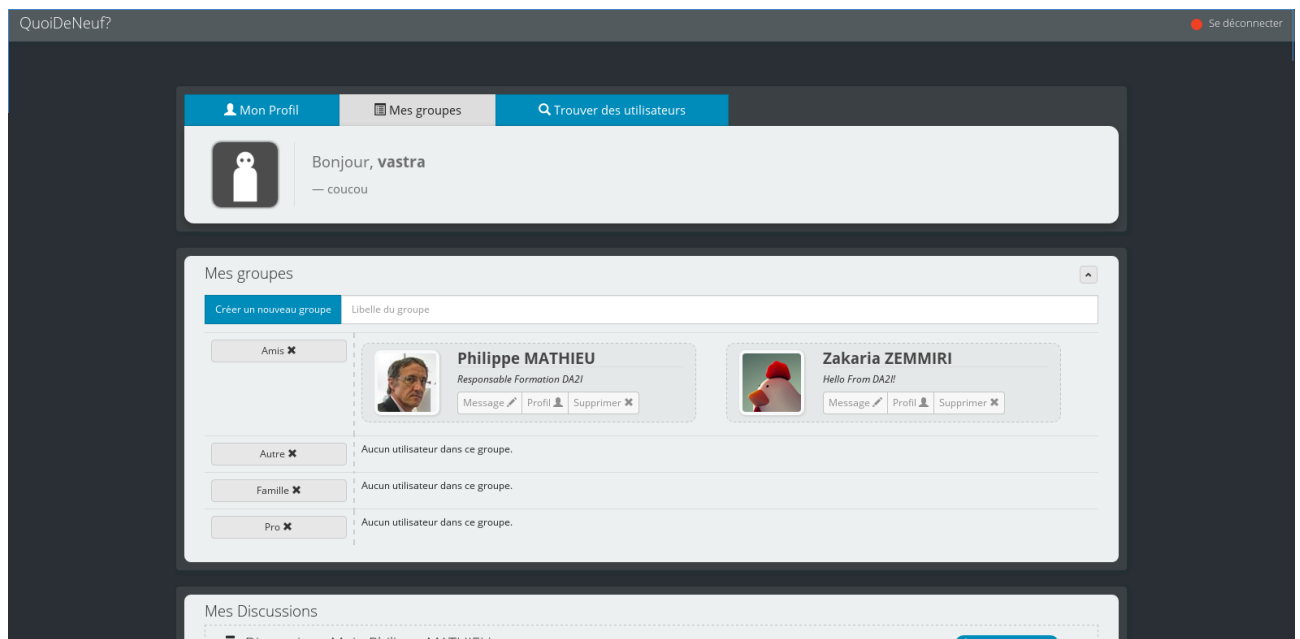 QuoiDeNeuf?
Se déconnecter
Mon Profil
Mes groupes
Trouver des utilisateurs
Bonjour, vastra
— coucou
Mes groupes
Créer un nouveau groupe
Libelle du groupe
Amis
Philippe MATHIEU
Responsable Formation DA2I
Message
Profil
Supprimer
Zakaria ZEMMIRI
Hello From DA2I!
Message
Profil
Supprimer
Autre
Aucun utilisateur dans ce groupe.
Famille
Aucun utilisateur dans ce groupe.
Pro
Aucun utilisateur dans ce groupe.
Mes Discussions